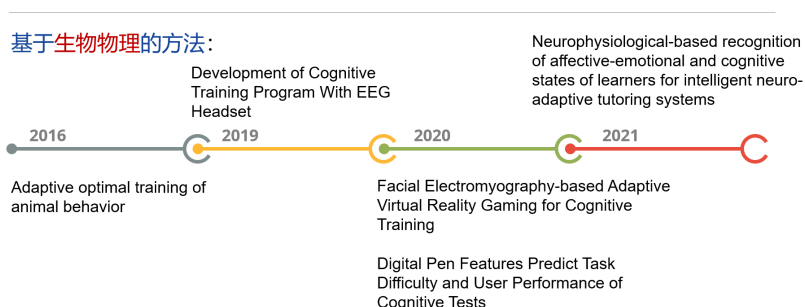 基于生物物理的方法：
Neurophysiological-based recognition
of affective-emotional and cognitive
states of learners for intelligent neuro-
adaptive tutoring systems
Development of Cognitive
Training Program With EEG
Headset
2016
2019
2020
2021
Adaptive optimal training of
animal behavior
Facial Electromyography-based Adaptive
Virtual Reality Gaming for Cognitive
Training
Digital Pen Features Predict Task
Difficulty and User Performance of
Cognitive Tests